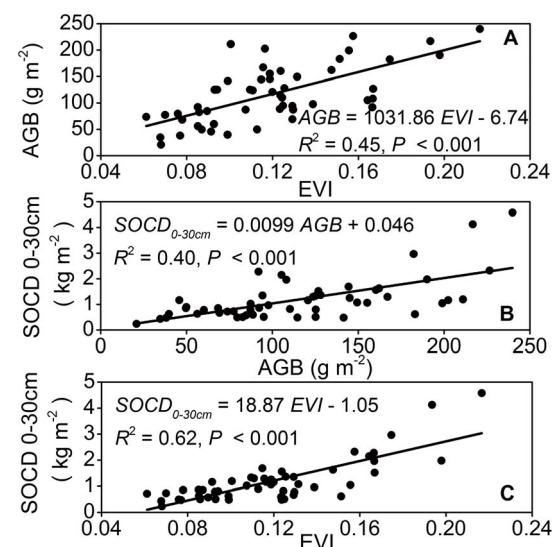 250
200
150
100
50
0
AGB (g m-2)
A
AGB = 1031.86 EVI - 6.74
R2 = 0.45, P < 0.001
0.04 0.08 0.12 0.16 0.20 0.24
EVI
5
4
3
2
1
0
SOCD 0-30cm
( kg m-2)
SOCD0-30cm = 0.0099 AGB + 0.046
R2 = 0.40, P < 0.001
B
0 50 100 150 200 250
AGB (g m-2)
5
4
3
2
1
0
SOCD 0-30cm
( kg m-2)
SOCD0-30cm = 18.87 EVI - 1.05
R2 = 0.62, P < 0.001
C
0.04 0.08 0.12 0.16 0.20 0.24
EVI